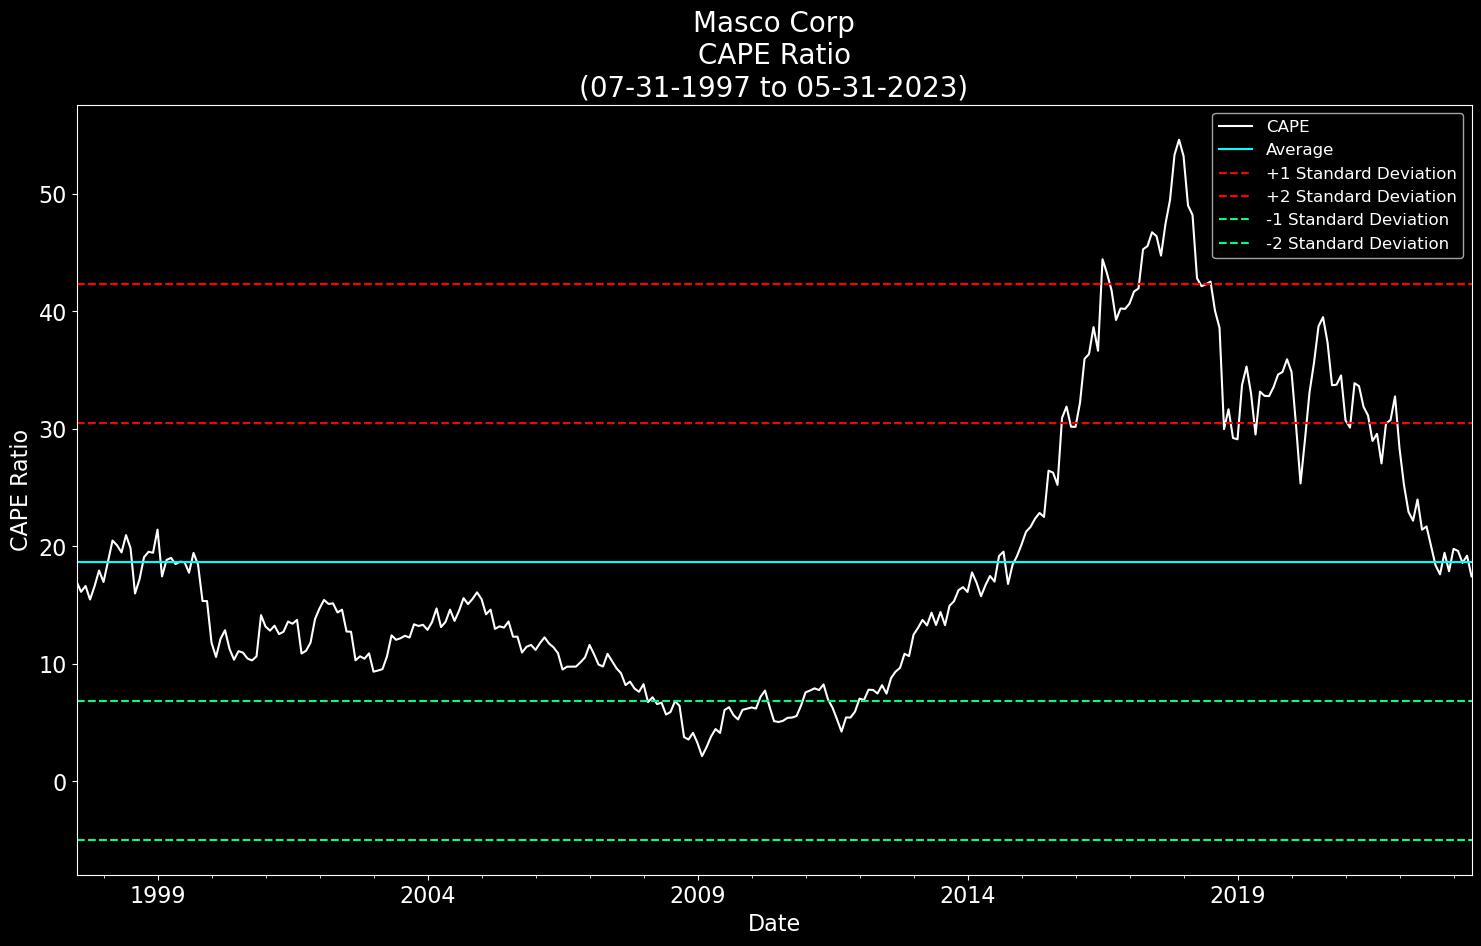 Masco Corp
CAPE Ratio
(07-31-1997 to 05-31-2023)
CAPE
Average
+1 Standard Deviation
+2 Standard Deviation
-1 Standard Deviation
-2 Standard Deviation
CAPE Ratio
50
40
30
20
10
0
1999 2004 2009 2014 2019
Date